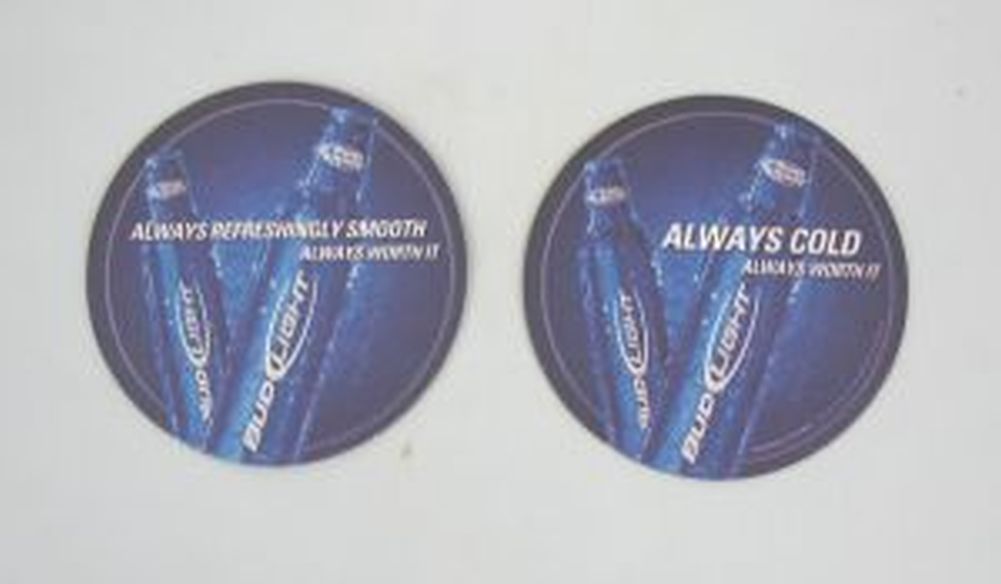 ALWAYS REFRESHINGLY SMOOTH
ALWAYS WORTH IT
BUD LIGHT
BUD LIGHT
ALWAYS COLD
ALWAYS WORTH IT
BUD LIGHT
BUD LIGHT